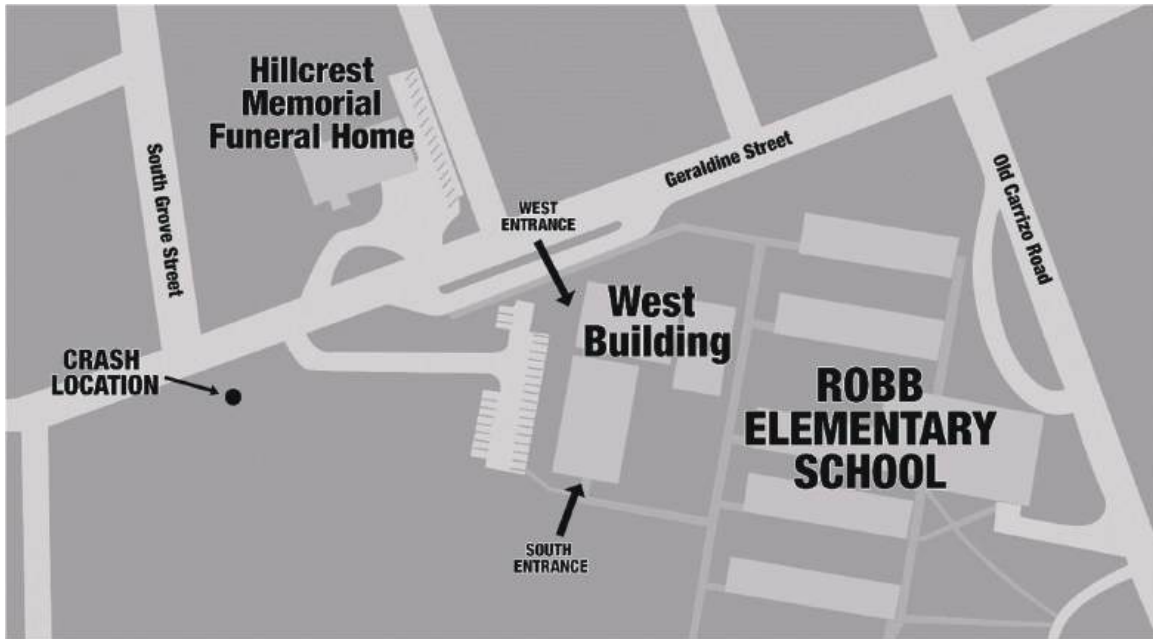 Hillcrest
Memorial
Funeral Home
South Grove Street
Geraldine Street
Old Carrizo Road
WEST
ENTRANCE
West
Building
CRASH
LOCATION
ROBB
ELEMENTARY
SCHOOL
SOUTH
ENTRANCE